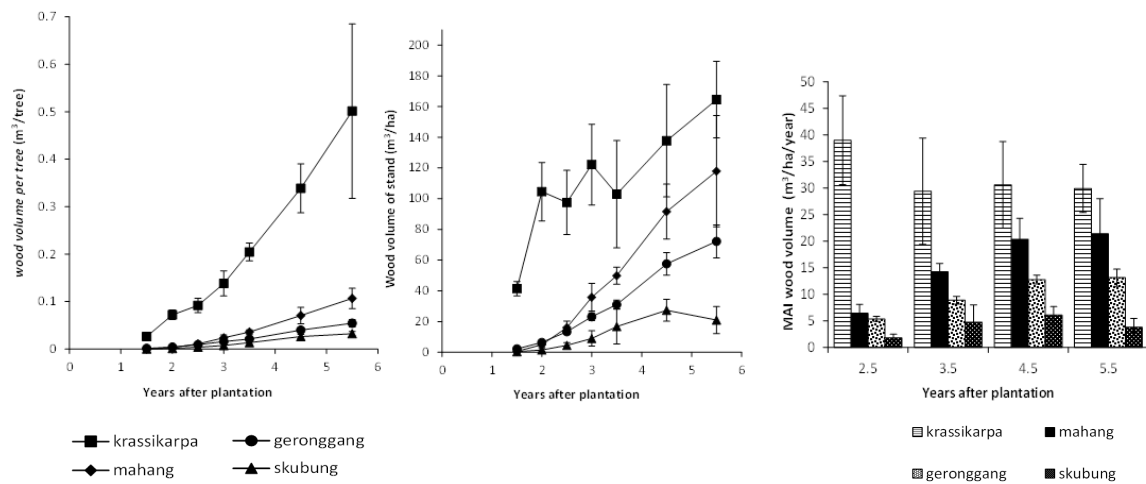 0.7
0.6
0.5
0.4
0.3
0.2
0.1
0
wood volume per tree (m³/tree)
0 1 2 3 4 5 6
Years after plantation
200
180
160
140
120
100
80
60
40
20
0
Wood volume of stand (m³/ha)
0 1 2 3 4 5 6
Years after plantation
50
45
40
35
30
25
20
15
10
5
0
MAI wood volume (m³/ha/year)
2.5 3.5 4.5 5.5
Years after plantation
krassikarpa geronggang
mahang skubung
krassikarpa mahang
geronggang skubung